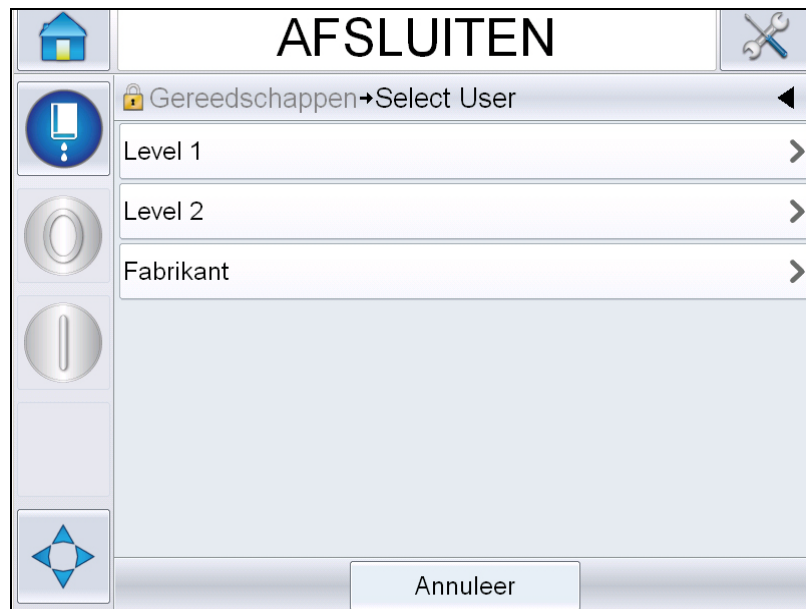 AFSLUITEN
Gereedschappen→Select User
Level 1
Level 2
Fabrikant
Annuleer